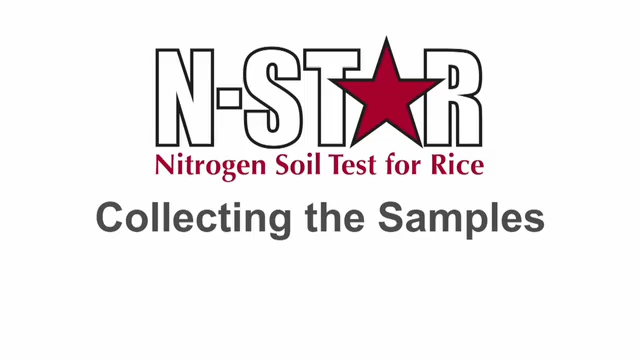 N-STAR
Nitrogen Soil Test for Rice
Collecting the Samples